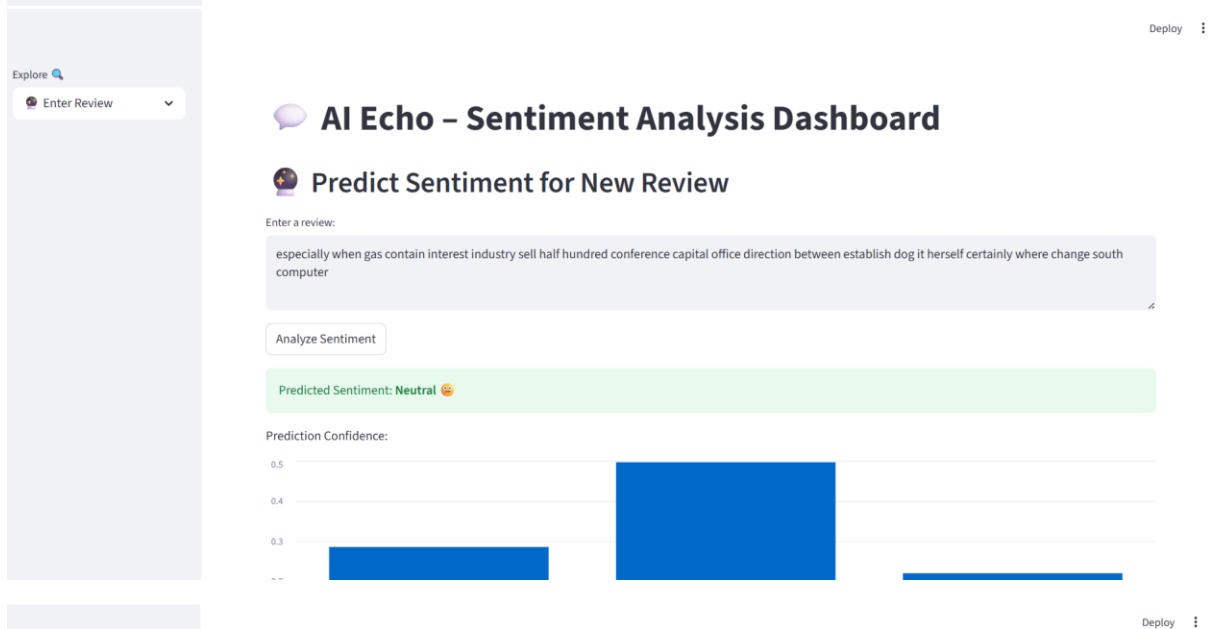 Deploy
Explore
Enter Review
AI Echo – Sentiment Analysis Dashboard
Predict Sentiment for New Review
Enter a review:
especially when gas contain interest industry sell half hundred conference capital office direction between establish dog it herself certainly where change south
computer
Analyze Sentiment
Predicted Sentiment: Neutral
Prediction Confidence:
0.5
0.4
0.3
Deploy